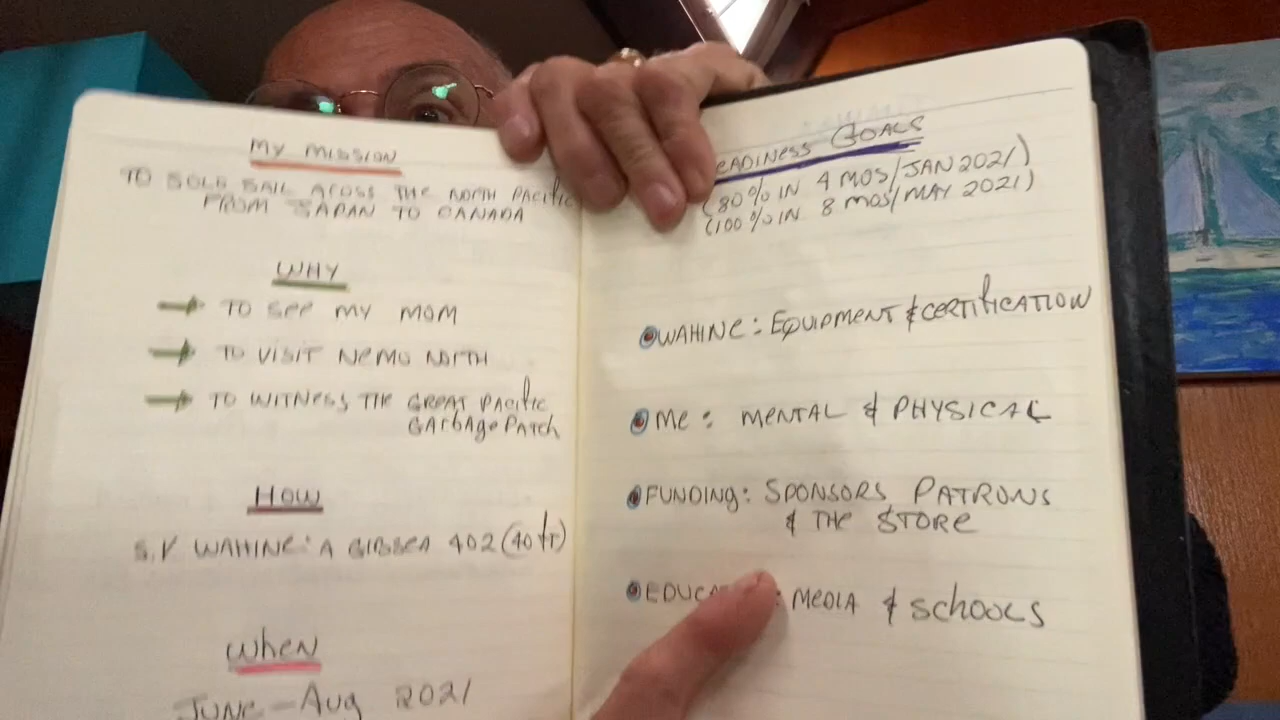 MY MISSION
TO SOLO SAIL ACROSS THE NORTH PACIFIC
FROM JAPAN TO CANADA
WHY
TO SEE MY MOM
TO VISIT NEMO NORTH
TO WITNESS THE GREAT PACIFIC
GARBAGE PATCH
HOW
S.V WAHINE: A GIBSEA 402 (40 ft)
WHEN
JUNE - AUG 2021
EADINESS GOALS
(80% IN 4 MOS/JAN 2021)
(100% IN 8 MOS/MAY 2021)
WAHINE: EQUIPMENT & CERTIFICATION
ME: MENTAL & PHYSICAL
FUNDING: SPONSORS PATRONS
& THE STORE
EDUCA : MEDIA & SCHOOLS